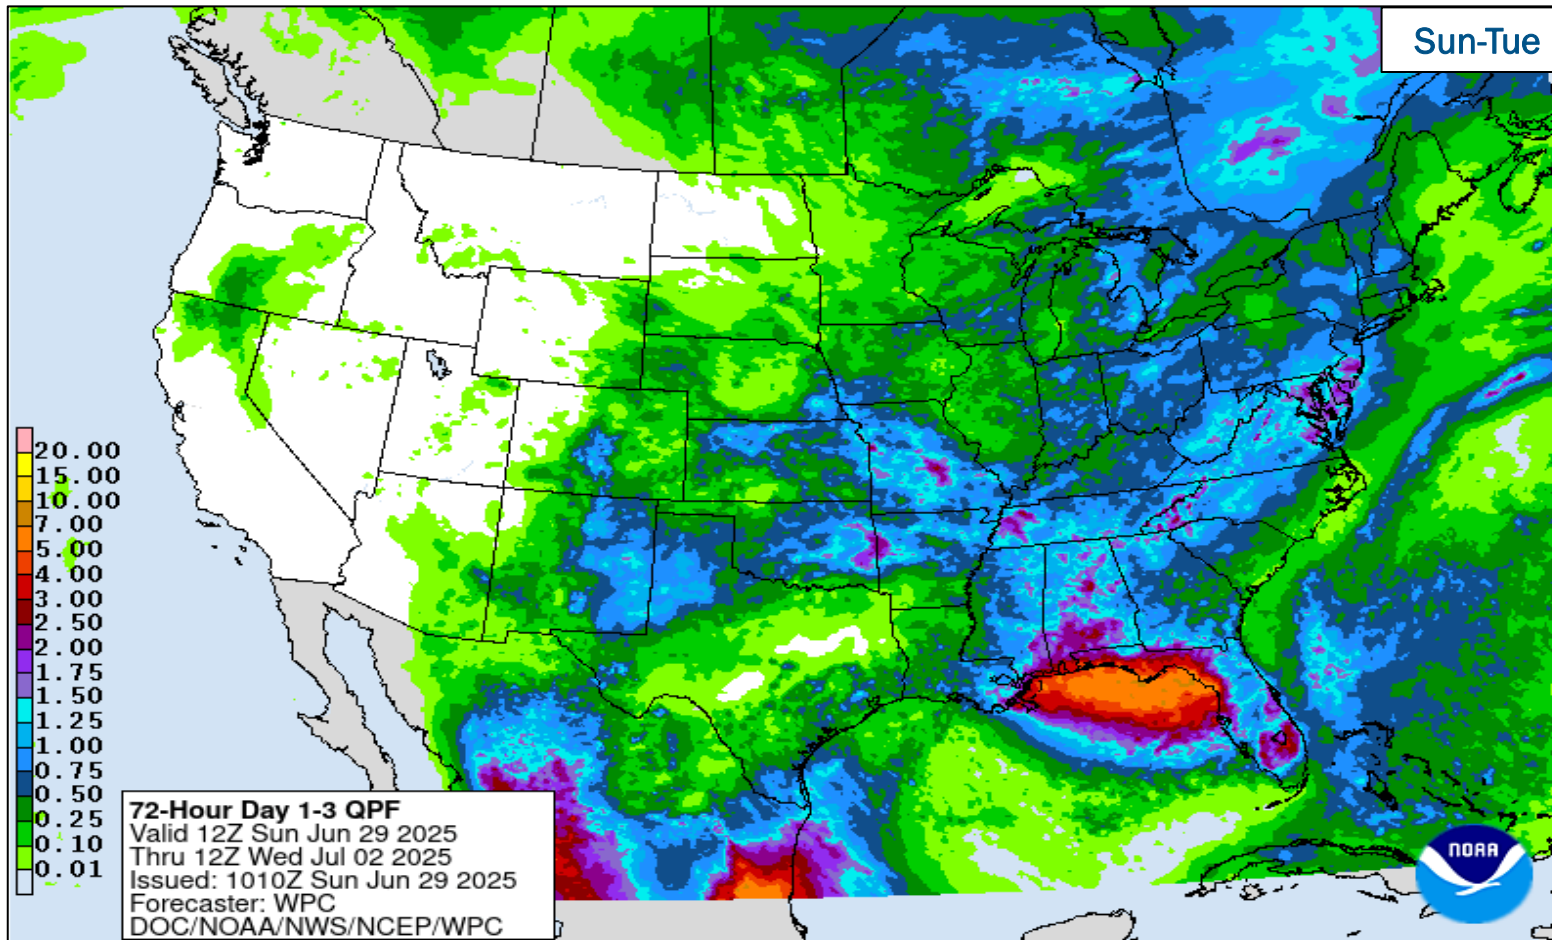 Sun-Tue
20.00
15.00
10.00
7.00
5.00
4.00
3.00
2.50
2.00
1.75
1.50
1.25
1.00
0.75
0.50
0.25
0.10
0.01
72-Hour Day 1-3 QPF
Valid 12Z Sun Jun 29 2025
Thru 12Z Wed Jul 02 2025
Issued: 1010Z Sun Jun 29 2025
Forecaster: WPC
DOC/NOAA/NWS/NCEP/WPC
NOAA